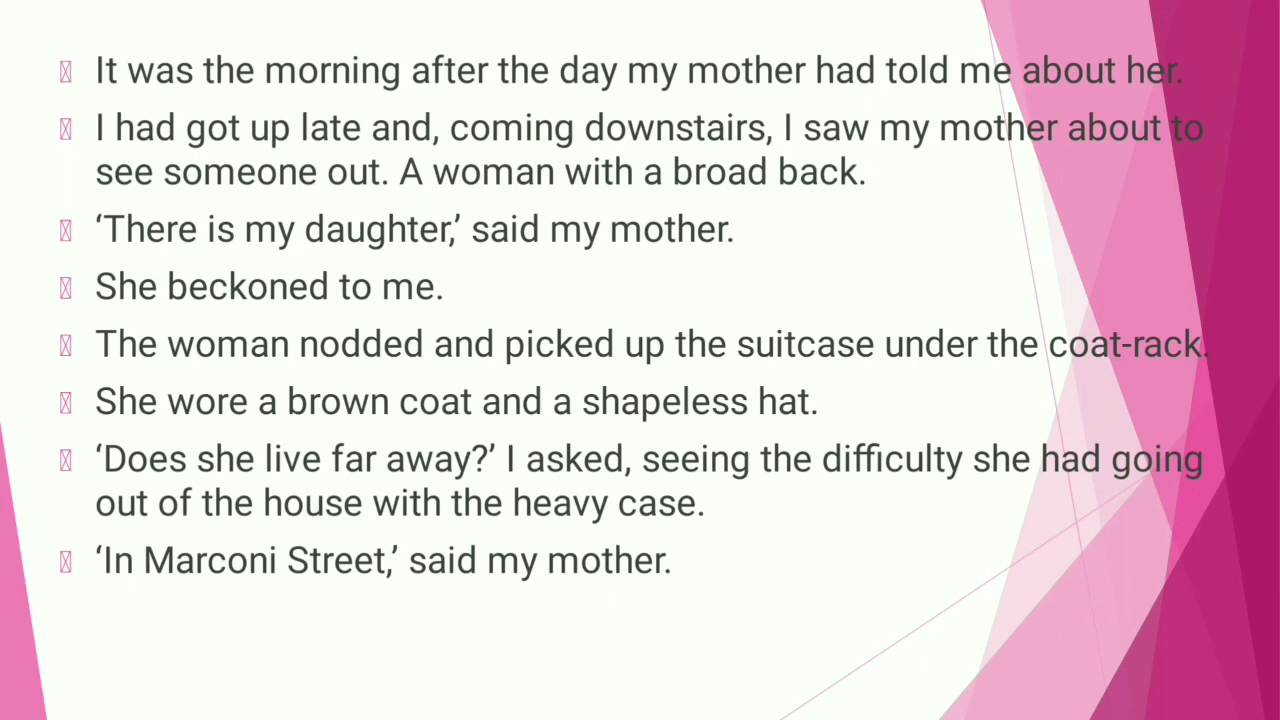 It was the morning after the day my mother had told me about her.
I had got up late and, coming downstairs, I saw my mother about to
see someone out. A woman with a broad back.
‘There is my daughter,’ said my mother.
She beckoned to me.
The woman nodded and picked up the suitcase under the coat-rack.
She wore a brown coat and a shapeless hat.
‘Does she live far away?’ I asked, seeing the difficulty she had going
out of the house with the heavy case.
‘In Marconi Street,’ said my mother.